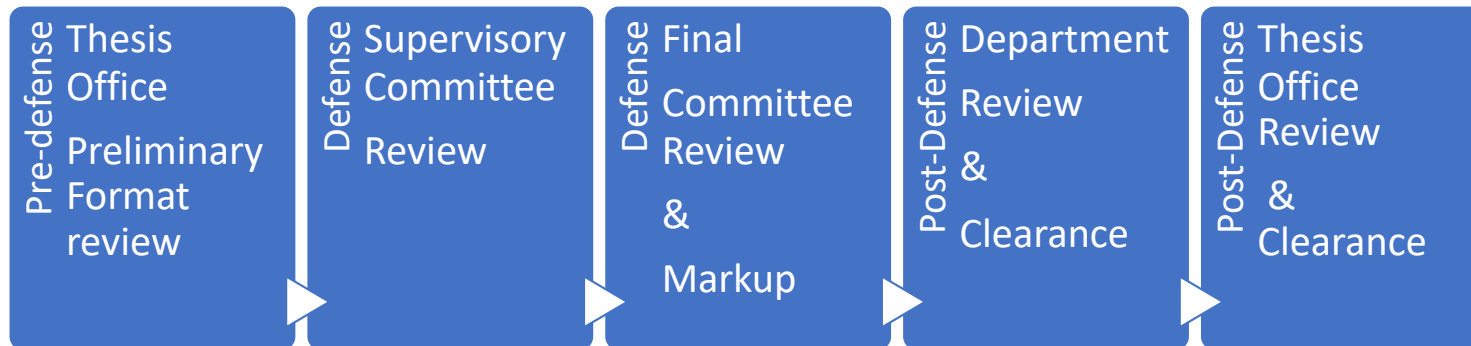 Pre-defense
Thesis
Office
Preliminary
Format
review
Defense
Supervisory
Committee
Review
Defense
Final
Committee
Review
&
Markup
Post-Defense
Department
Review
&
Clearance
Post-Defense
Thesis
Office
Review
&
Clearance